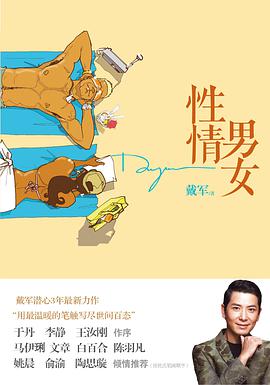 性情男女
戴军/著
戴军潜心3年最新力作
“用最温暖的笔触写尽世间百态”
于丹 李静 王汝刚 作序
马伊琍 文章 白百合 陈羽凡
姚晨 俞渝 陶思璇 倾情推荐